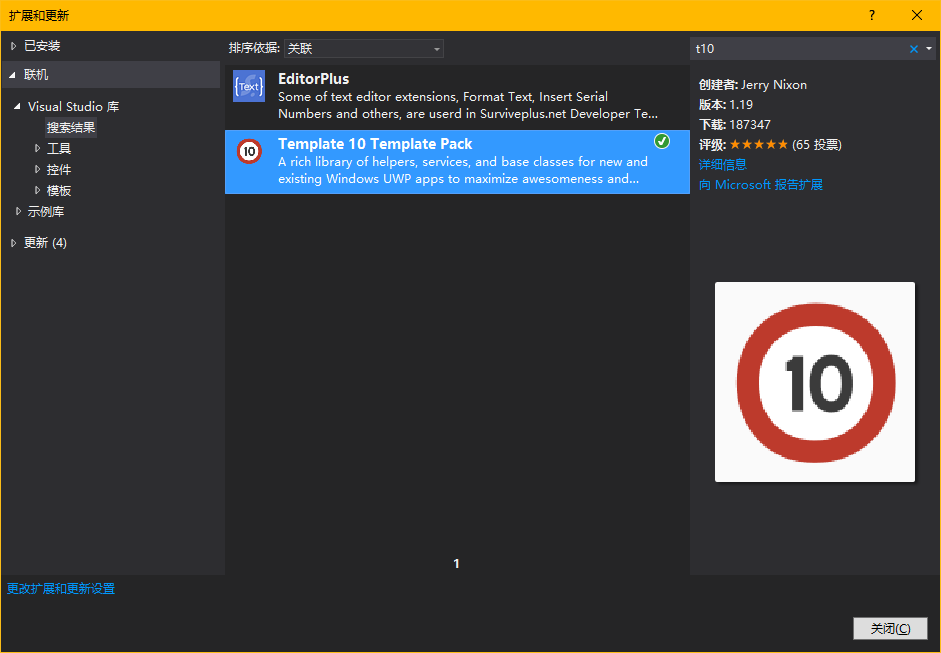 扩展和更新
?
已安装
联机
Visual Studio 库
搜索结果
工具
控件
模板
示例库
更新 (4)
更改扩展和更新设置
排序依据: 关联
{Text}
EditorPlus
Some of text editor extensions, Format Text, Insert Serial
Numbers and others, are userd in Surviveplus.net Developer Te...
10
Template 10 Template Pack
A rich library of helpers, services, and base classes for new and
existing Windows UWP apps to maximize awesomeness and...
1
t10
创建者: Jerry Nixon
版本: 1.19
下载: 187347
评级: ★★★★★ (65 投票)
详细信息
向 Microsoft 报告扩展
10
关闭(C)